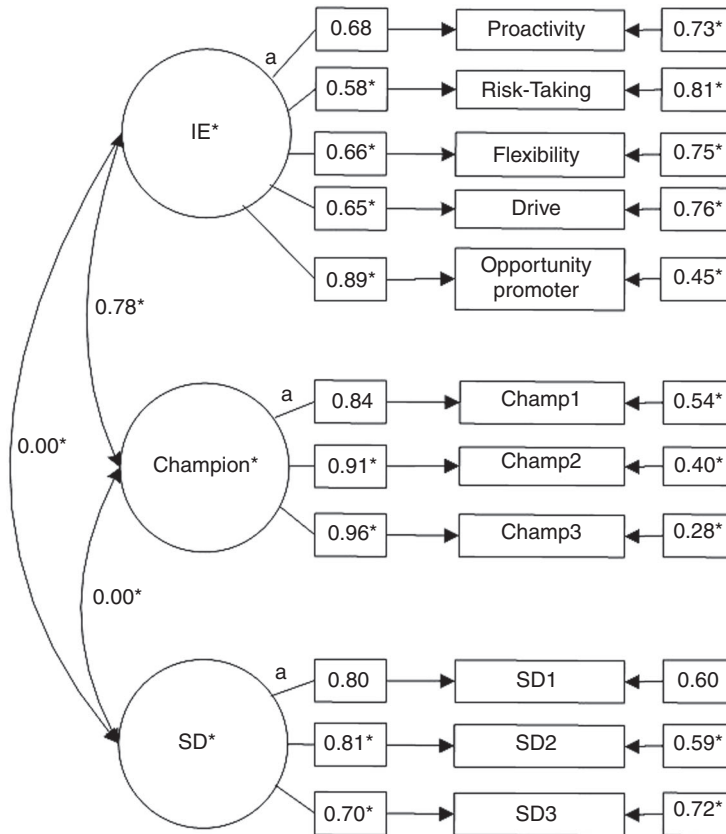 a 0.68 Proactivity 0.73*
0.58* Risk-Taking 0.81*
IE*
0.66* Flexibility 0.75*
0.65* Drive 0.76*
0.89* Opportunity promoter 0.45*
0.78*
a 0.84 Champ1 0.54*
0.00*
Champion* 0.91* Champ2 0.40*
0.96* Champ3 0.28*
0.00*
a 0.80 SD1 0.60
SD* 0.81* SD2 0.59*
0.70* SD3 0.72*